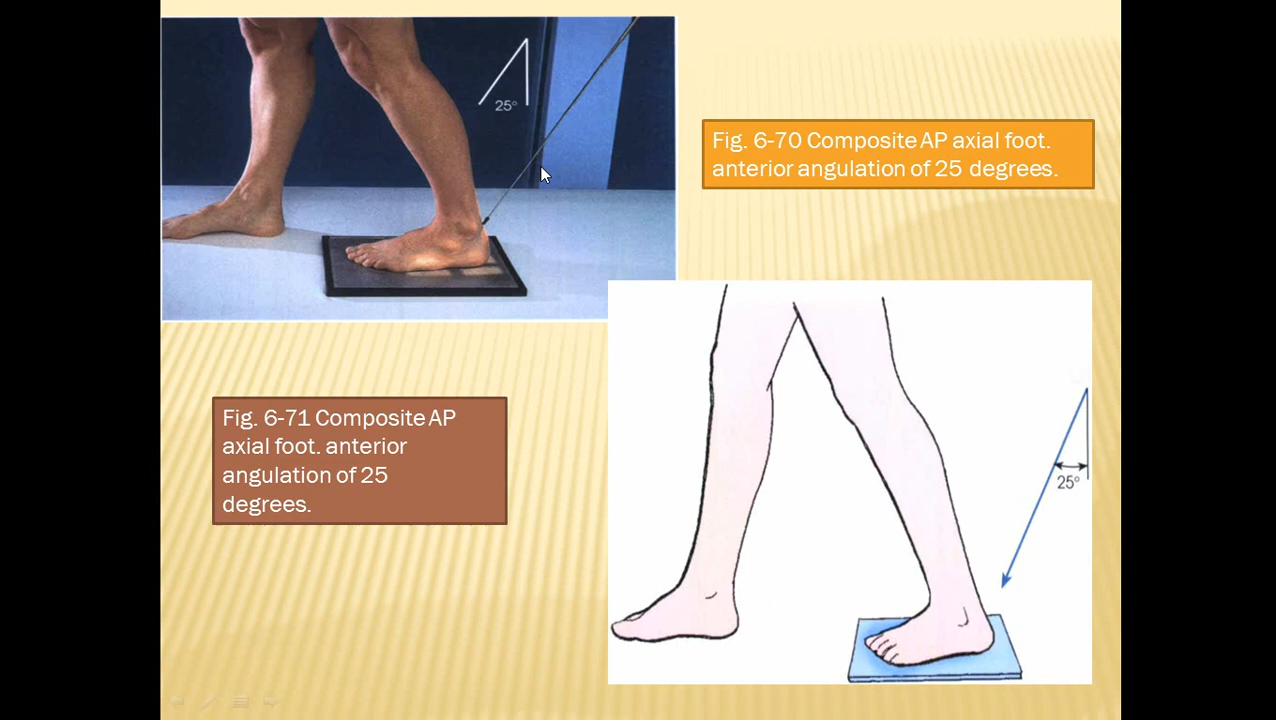 25°
Fig. 6-70 Composite AP axial foot.
anterior angulation of 25 degrees.
Fig. 6-71 Composite AP
axial foot. anterior
angulation of 25
degrees.
25°